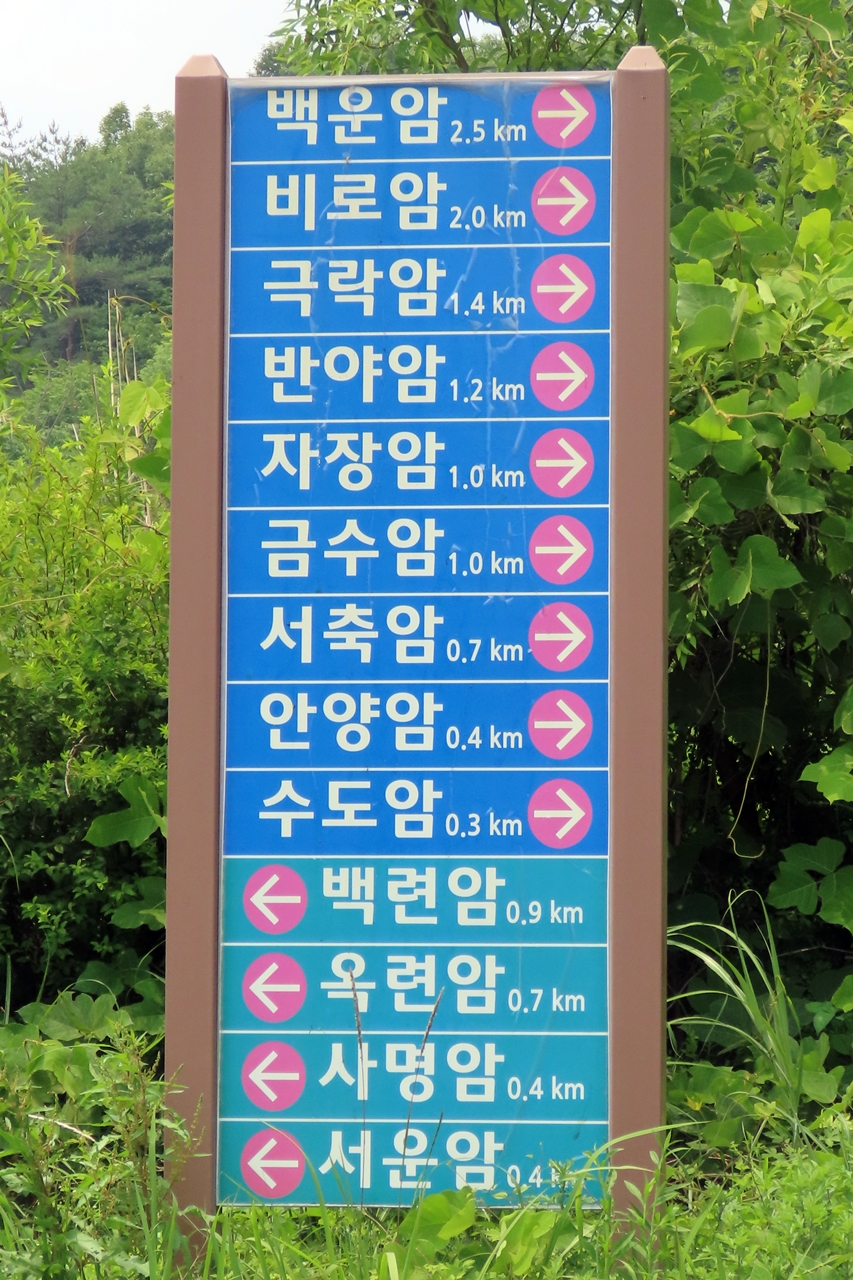 백운암 2.5 km →
비로암 2.0 km →
극락암 1.4 km →
반야암 1.2 km →
자장암 1.0 km →
금수암 1.0 km →
서축암 0.7 km →
안양암 0.4 km →
수도암 0.3 km →
← 백련암 0.9 km
← 옥련암 0.7 km
← 사명암 0.4 km
← 서운암 0.4